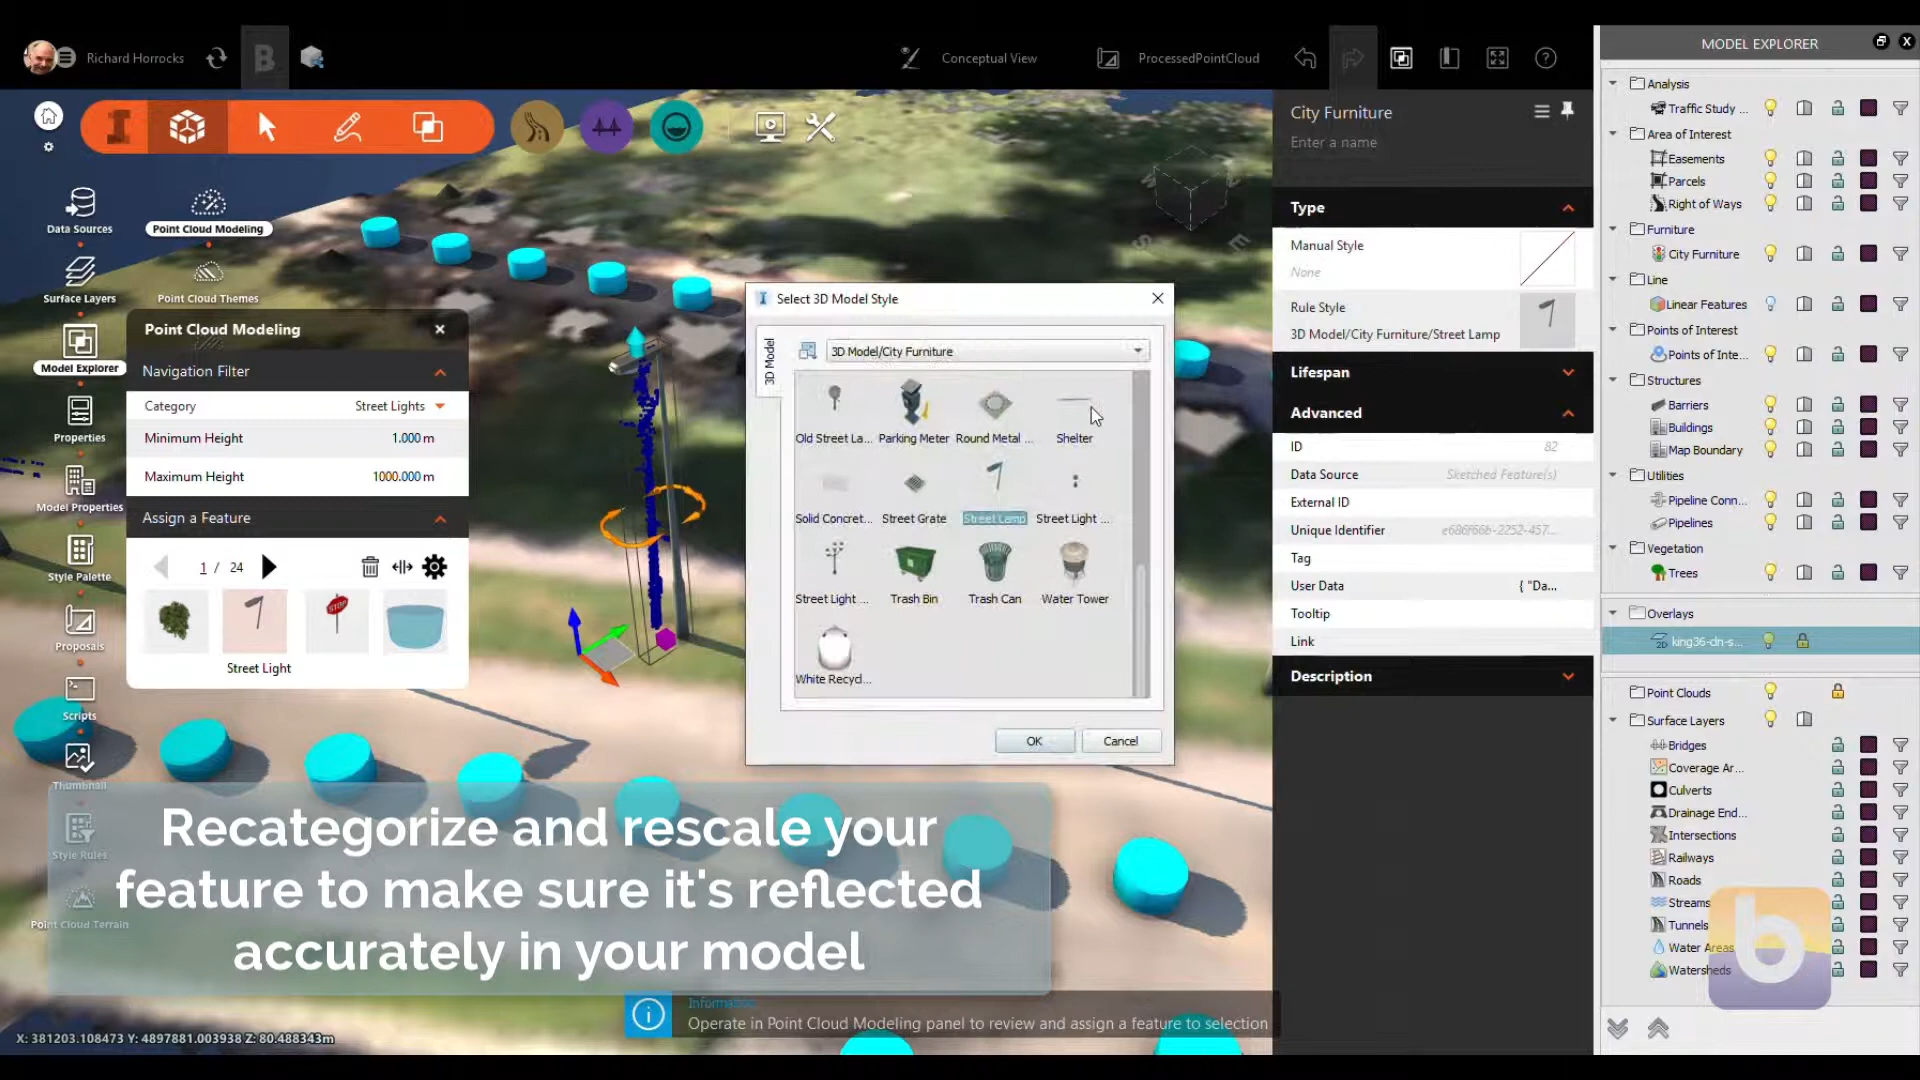 Richard Horrocks
Conceptual View
ProcessedPointCloud
MODEL EXPLORER
Data Sources
Surface Layers
Model Explorer
Properties
Model Properties
Style Palette
Proposals
Scripts
Thumbnail
Style Rules
Point Cloud Terrain
Point Cloud Modeling
Point Cloud Themes
Point Cloud Modeling
Navigation Filter
Category Street Lights
Minimum Height 1.000 m
Maximum Height 1000.000 m
Assign a Feature
1 / 24
STOP
Street Light
Select 3D Model Style
3D Model
3D Model/City Furniture
Old Street La... Parking Meter Round Metal ... Shelter
Solid Concret... Street Grate Street Lamp Street Light ...
Street Light ... Trash Bin Trash Can Water Tower
White Recycl...
OK Cancel
City Furniture
Enter a name
Type
Manual Style
None
Rule Style
3D Model/City Furniture/Street Lamp
Lifespan
Advanced
ID 82
Data Source Sketched Feature(s)
External ID
Unique Identifier e686f66b-2252-457...
Tag
User Data { "Da...
Tooltip
Link
Description
Analysis
Traffic Study ...
Area of Interest
Easements
Parcels
Right of Ways
Furniture
City Furniture
Line
Linear Features
Points of Interest
Points of Inte...
Structures
Barriers
Buildings
Map Boundary
Utilities
Pipeline Conn...
Pipelines
Vegetation
Trees
Overlays
2D king36-dn-s...
Point Clouds
Surface Layers
Bridges
Coverage Ar...
Culverts
Drainage End...
Intersections
Railways
Roads
Streams
Tunnels
Water Areas
Watersheds
b
Recategorize and rescale your
feature to make sure it's reflected
accurately in your model
Information
Operate in Point Cloud Modeling panel to review and assign a feature to selection
X: 381203.108473 Y: 4897881.003938 Z: 80.488343m